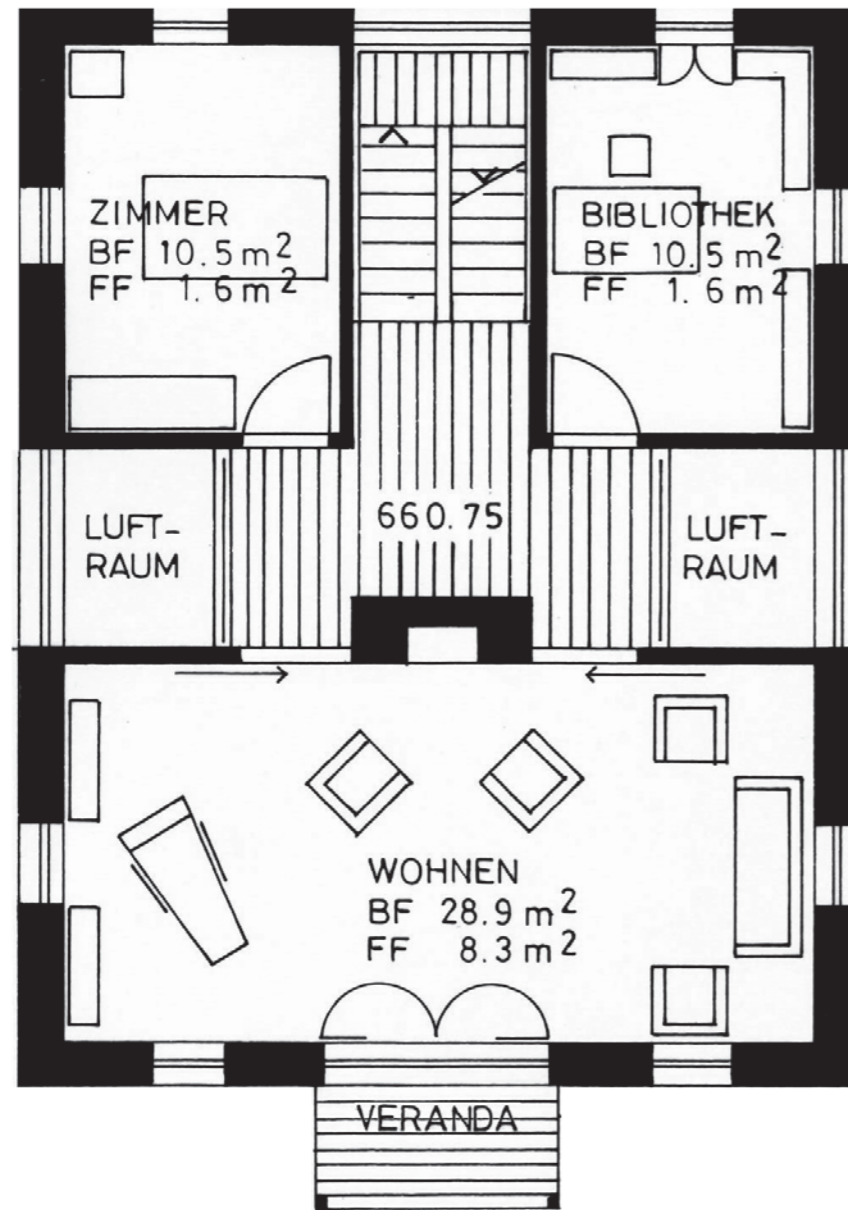 ZIMMER
BF 10.5 m²
FF 1.6 m²
BIBLIOTHEK
BF 10.5 m²
FF 1.6 m²
LUFT-
RAUM
660.75
LUFT-
RAUM
WOHNEN
BF 28.9 m²
FF 8.3 m²
VERANDA